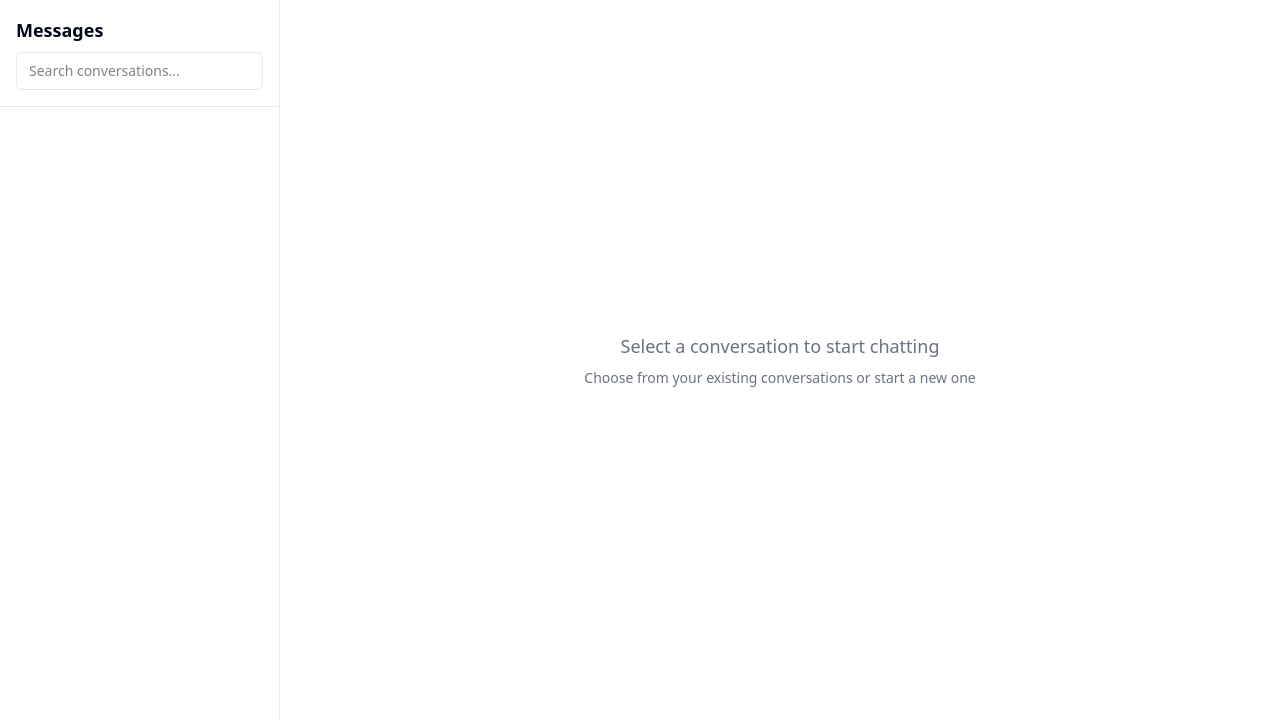 Messages
Search conversations...
Select a conversation to start chatting
Choose from your existing conversations or start a new one